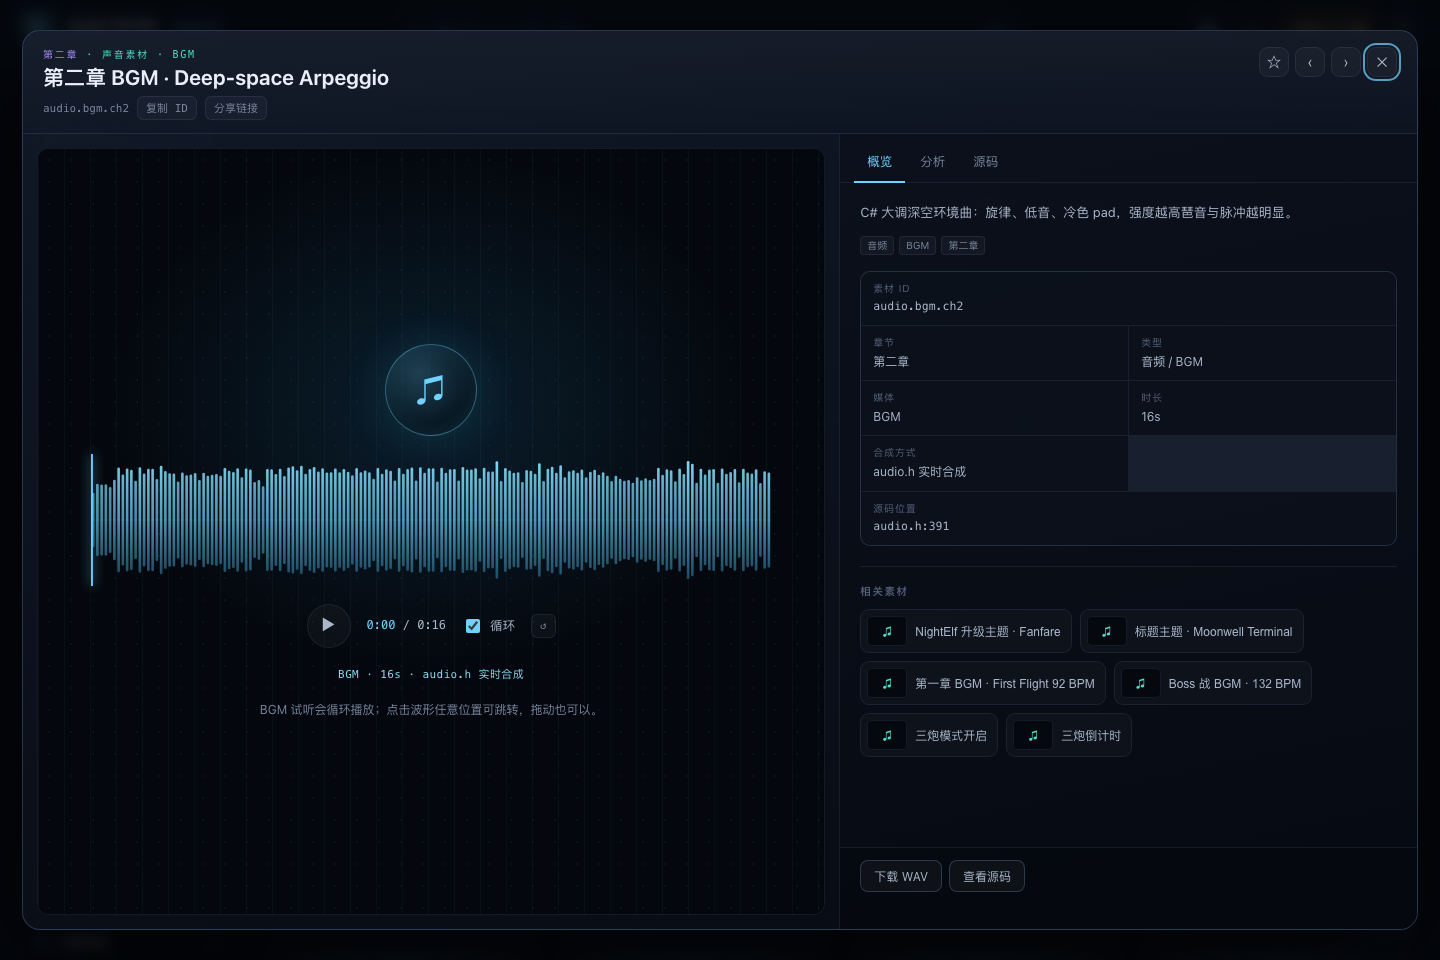 第二章 · 声音素材 · BGM
第二章 BGM · Deep-space Arpeggio
audio.bgm.ch2 复制 ID 分享链接
概览 分析 源码
C# 大调深空环境曲：旋律、低音、冷色 pad，强度越高琶音与脉冲越明显。
音频 BGM 第二章
素材 ID
audio.bgm.ch2
章节 类型
第二章 音频 / BGM
媒体 时长
BGM 16s
合成方式
audio.h 实时合成
源码位置
audio.h:391
0:00 / 0:16 循环
BGM · 16s · audio.h 实时合成
BGM 试听会循环播放；点击波形任意位置可跳转，拖动也可以。
相关素材
NightElf 升级主题 · Fanfare 标题主题 · Moonwell Terminal
第一章 BGM · First Flight 92 BPM Boss 战 BGM · 132 BPM
三炮模式开启 三炮倒计时
下载 WAV 查看源码